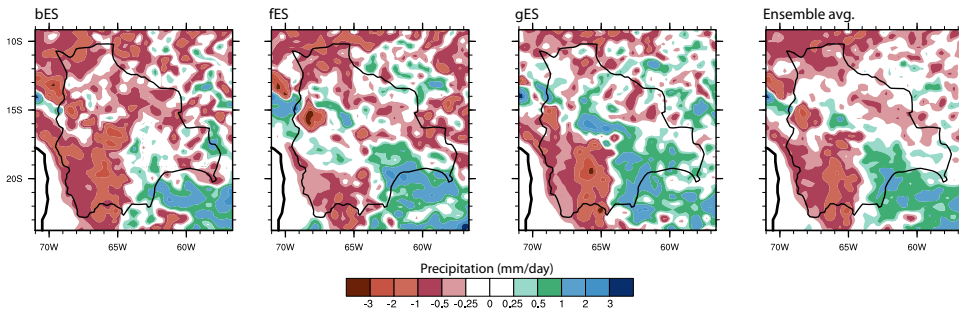 bES fES gES Ensemble avg.
10S
15S
20S
70W 65W 60W 70W 65W 60W 70W 65W 60W 70W 65W 60W
Precipitation (mm/day)
-3 -2 -1 -0.5 -0.25 0 0.25 0.5 1 2 3